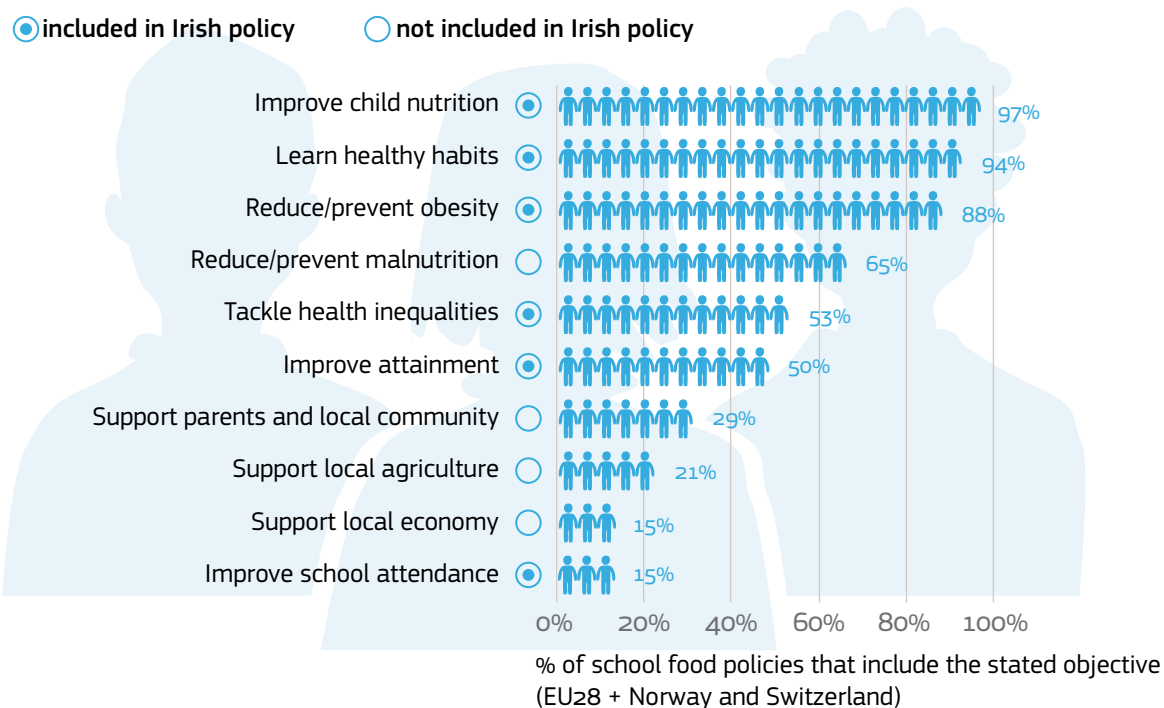 included in Irish policy not included in Irish policy
Improve child nutrition 97%
Learn healthy habits 94%
Reduce/prevent obesity 88%
Reduce/prevent malnutrition 65%
Tackle health inequalities 53%
Improve attainment 50%
Support parents and local community 29%
Support local agriculture 21%
Support local economy 15%
Improve school attendance 15%
0% 20% 40% 60% 80% 100%
% of school food policies that include the stated objective
(EU28 + Norway and Switzerland)